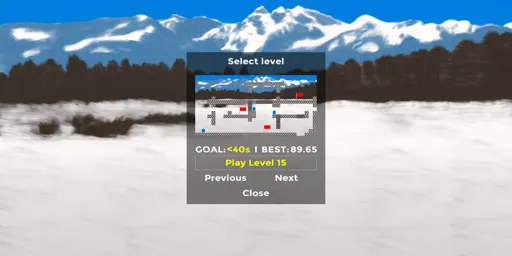 Select level
GOAL:<40s I BEST:89.65
Play Level 15
Previous Next
Close